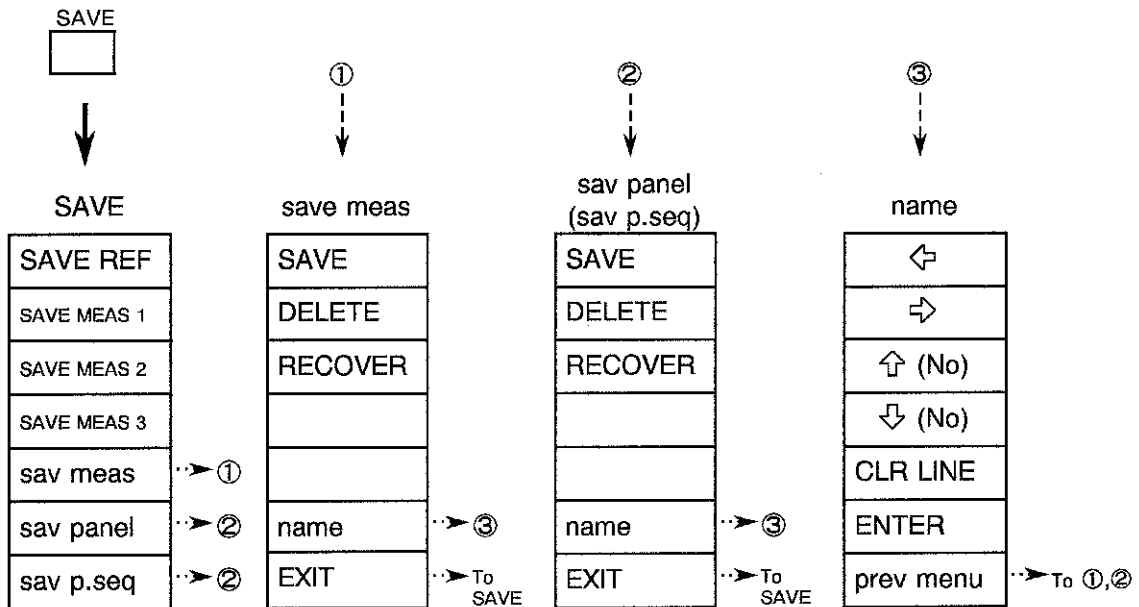 SAVE
① ② ③
SAVE
SAVE REF
SAVE MEAS 1
SAVE MEAS 2
SAVE MEAS 3
sav meas ①
sav panel ②
sav p.seq ②
save meas
SAVE
DELETE
RECOVER
name ③
EXIT To
SAVE
sav panel
(sav p.seq)
SAVE
DELETE
RECOVER
name ③
EXIT To
SAVE
name
⇦
⇨
⇧ (No)
⇩ (No)
CLR LINE
ENTER
prev menu To ①,②